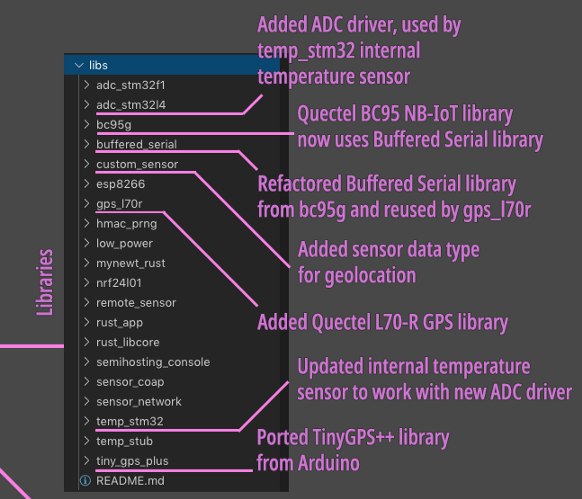 Added ADC driver, used by
temp_stm32 internal
temperature sensor
libs
adc_stm32f1
adc_stm32l4
bc95g
Quectel BC95 NB-IoT library
now uses Buffered Serial library
buffered_serial
custom_sensor
esp8266
Refactored Buffered Serial library
from bc95g and reused by gps_l70r
gps_l70r
hmac_prng
low_power
Added sensor data type
for geolocation
mynewt_rust
nrf24l01
remote_sensor
Libraries
rust_app
Added Quectel L70-R GPS library
rust_libcore
semihosting_console
sensor_coap
Updated internal temperature
sensor to work with new ADC driver
sensor_network
temp_stm32
temp_stub
Ported TinyGPS++ library
from Arduino
tiny_gps_plus
README.md